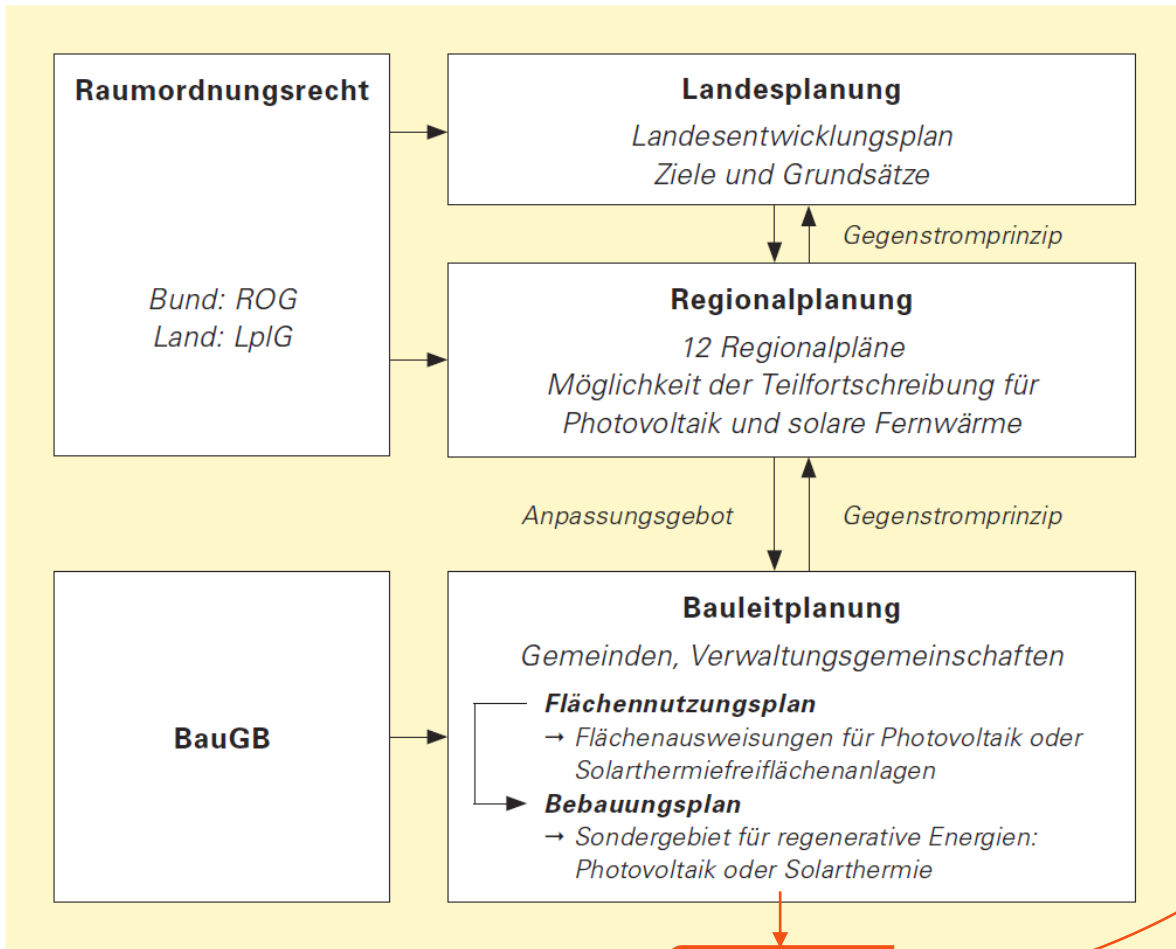 Raumordnungsrecht
Bund: ROG
Land: LplG
Landesplanung
Landesentwicklungsplan
Ziele und Grundsätze
Gegenstromprinzip
Regionalplanung
12 Regionalpläne
Möglichkeit der Teilfortschreibung für
Photovoltaik und solare Fernwärme
Anpassungsgebot
Gegenstromprinzip
BauGB
Bauleitplanung
Gemeinden, Verwaltungsgemeinschaften
Flächennutzungsplan
→ Flächenausweisungen für Photovoltaik oder
Solarthermiefreiflächenanlagen
Bebauungsplan
→ Sondergebiet für regenerative Energien:
Photovoltaik oder Solarthermie